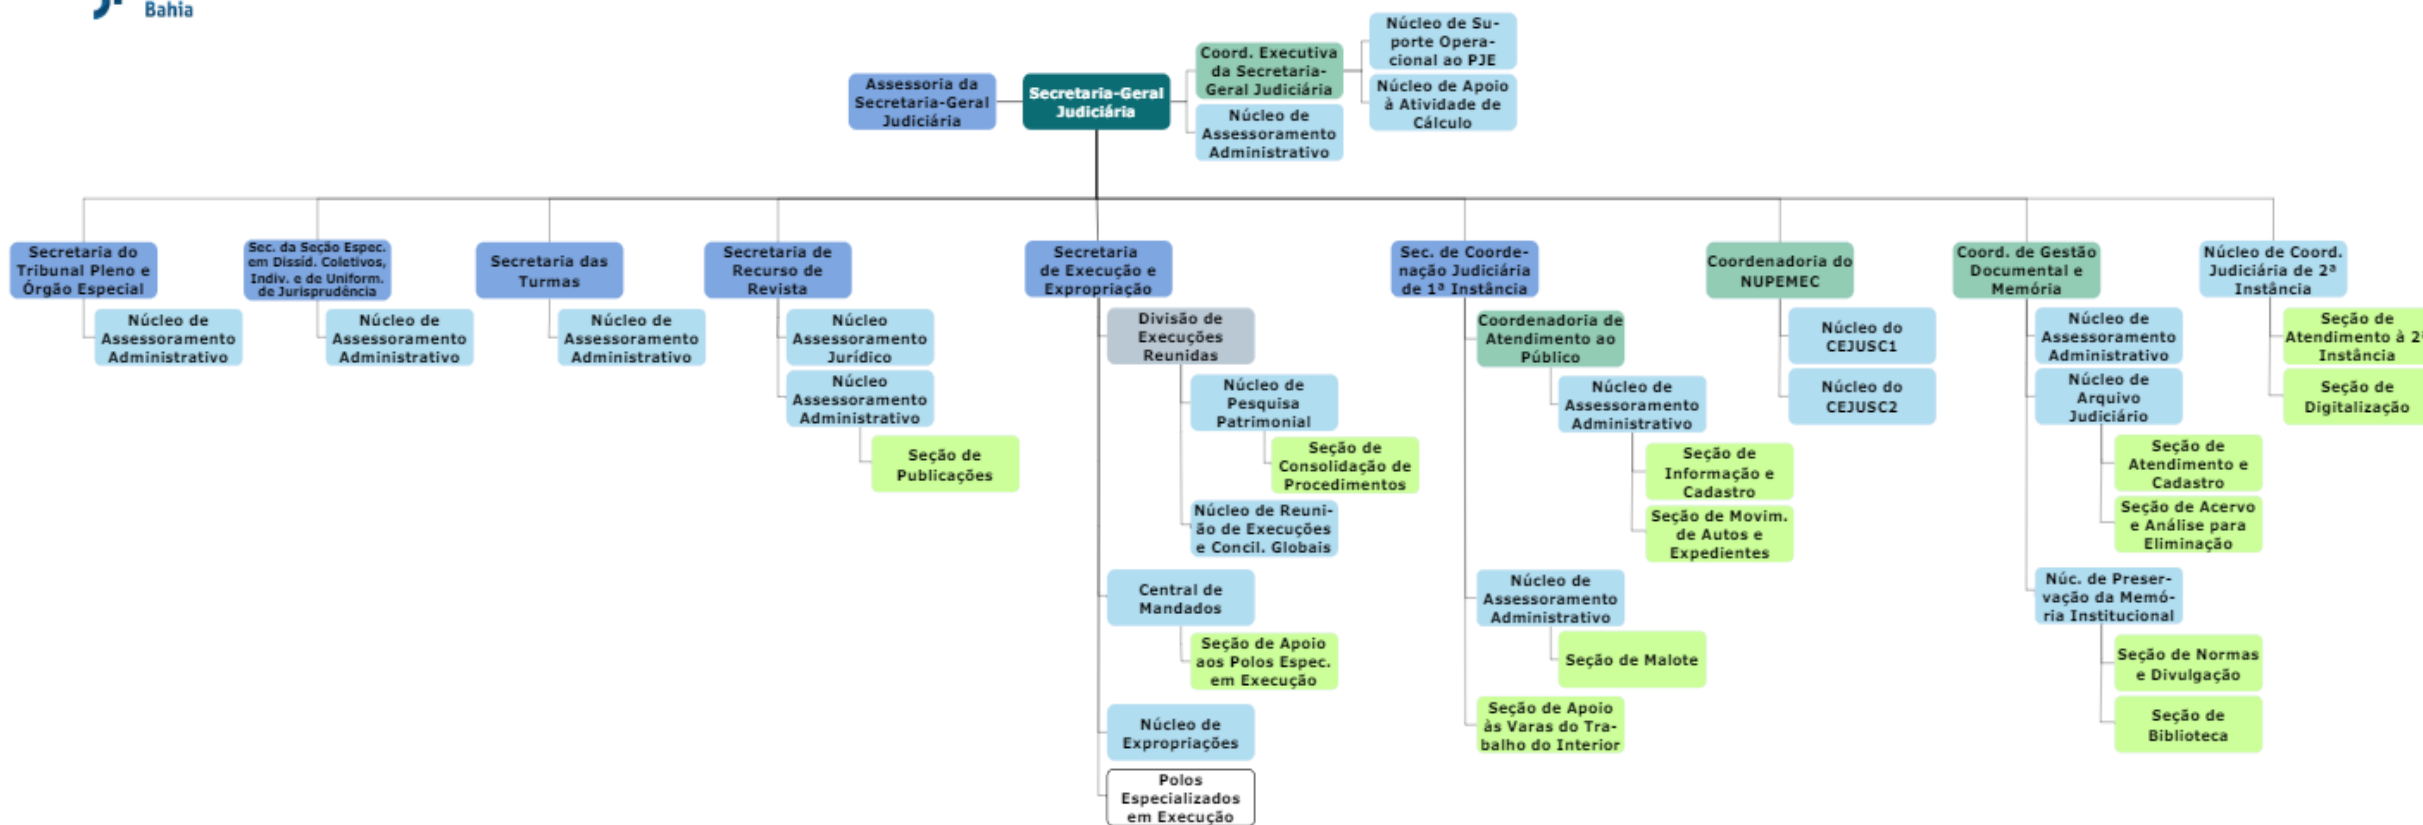 Bahia
Assessoria da
Secretaria-Geral
Judiciária
Secretaria-Geral
Judiciária
Coord. Executiva
da Secretaria-
Geral Judiciária
Núcleo de
Assessoramento
Administrativo
Núcleo de Su-
porte Opera-
cional ao PJE
Núcleo de Apoio
à Atividade de
Cálculo
Secretaria do
Tribunal Pleno e
Órgão Especial
Núcleo de
Assessoramento
Administrativo
Sec. da Seção Espec.
em Dissíd. Coletivos,
Indiv. e de Uniform.
de Jurisprudência
Núcleo de
Assessoramento
Administrativo
Secretaria das
Turmas
Núcleo de
Assessoramento
Administrativo
Secretaria de
Recurso de
Revista
Núcleo
Assessoramento
Jurídico
Núcleo
Assessoramento
Administrativo
Seção de
Publicações
Secretaria
de Execução e
Expropriação
Divisão de
Execuções
Reunidas
Núcleo de
Pesquisa
Patrimonial
Seção de
Consolidação de
Procedimentos
Núcleo de Reuni-
ão de Execuções
e Concil. Globais
Central de
Mandados
Seção de Apoio
aos Polos Espec.
em Execução
Núcleo de
Expropriações
Polos
Especializados
em Execução
Sec. de Coorde-
nação Judiciária
de 1ª Instância
Coordenadoria de
Atendimento ao
Público
Núcleo de
Assessoramento
Administrativo
Seção de
Informação e
Cadastro
Seção de Movim.
de Autos e
Expedientes
Núcleo de
Assessoramento
Administrativo
Seção de Malote
Seção de Apoio
às Varas do Tra-
balho do Interior
Coordenadoria do
NUPEMEC
Núcleo do
CEJUSC1
Núcleo do
CEJUSC2
Coord. de Gestão
Documental e
Memória
Núcleo de
Assessoramento
Administrativo
Núcleo de
Arquivo
Judiciário
Seção de
Atendimento e
Cadastro
Seção de Acervo
e Análise para
Eliminação
Núc. de Preser-
vação da Memó-
ria Institucional
Seção de Normas
e Divulgação
Seção de
Biblioteca
Núcleo de Coord.
Judiciária de 2ª
Instância
Seção de
Atendimento à 2ª
Instância
Seção de
Digitalização